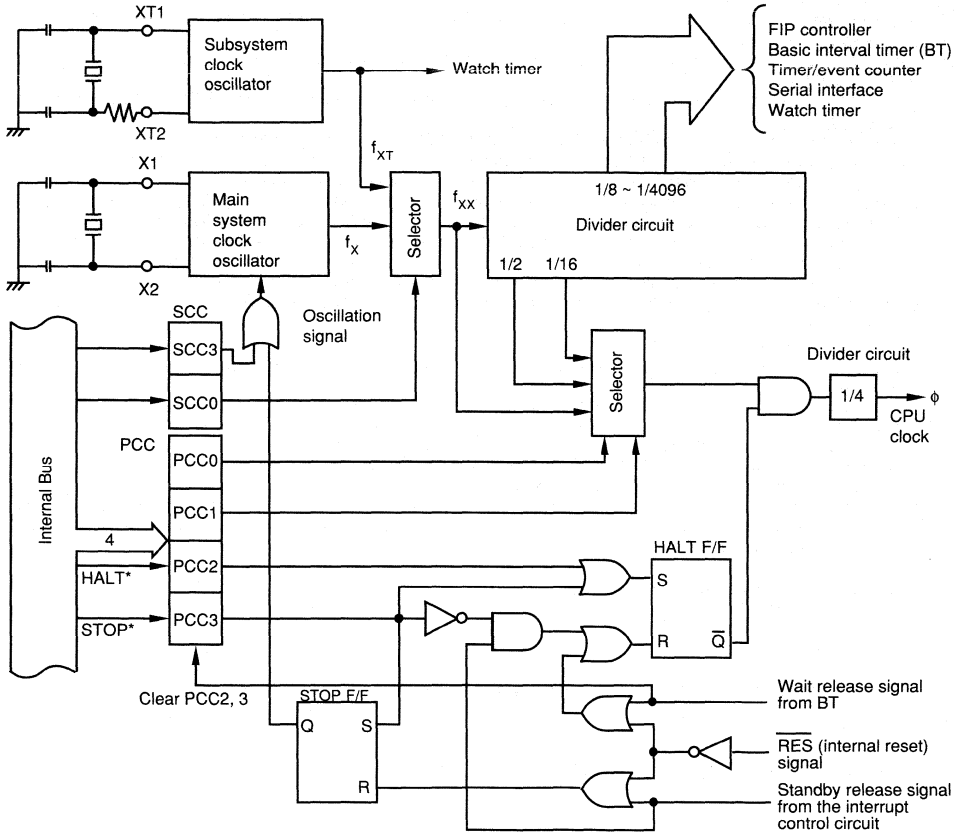 XT1
Subsystem
clock
oscillator
XT2
Watch timer
FIP controller
Basic interval timer (BT)
Timer/event counter
Serial interface
Watch timer
fXT
X1
Main
system
clock
oscillator
X2
fX
Selector
fXX
1/8 ~ 1/4096
Divider circuit
1/2 1/16
Oscillation
signal
SCC
SCC3
SCC0
Selector
Divider circuit
1/4
ϕ
CPU
clock
Internal Bus
PCC
PCC0
PCC1
4
PCC2
HALT*
PCC3
STOP*
HALT F/F
S
R
Q̅I̅
Clear PCC2, 3
STOP F/F
Q
S
R
Wait release signal
from BT
R̅E̅S̅ (internal reset)
signal
Standby release signal
from the interrupt
control circuit